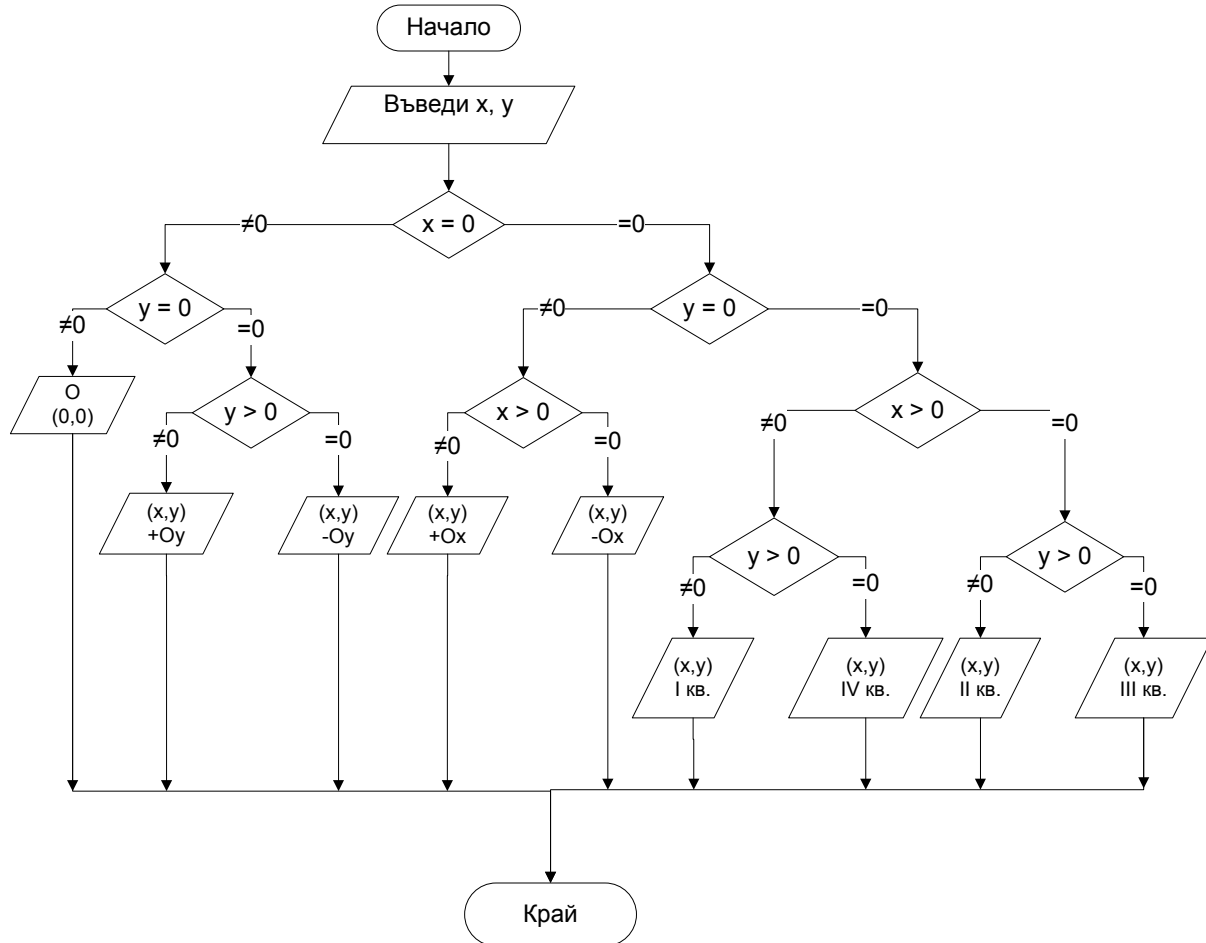 Начало
Въведи x, y
x = 0
≠0
=0
y = 0
y = 0
≠0
=0
≠0
=0
O
(0,0)
y > 0
x > 0
x > 0
≠0
=0
≠0
=0
≠0
=0
(x,y)
+Oy
(x,y)
-Oy
(x,y)
+Ox
(x,y)
-Ox
y > 0
y > 0
≠0
=0
≠0
=0
(x,y)
I кв.
(x,y)
IV кв.
(x,y)
II кв.
(x,y)
III кв.
Край